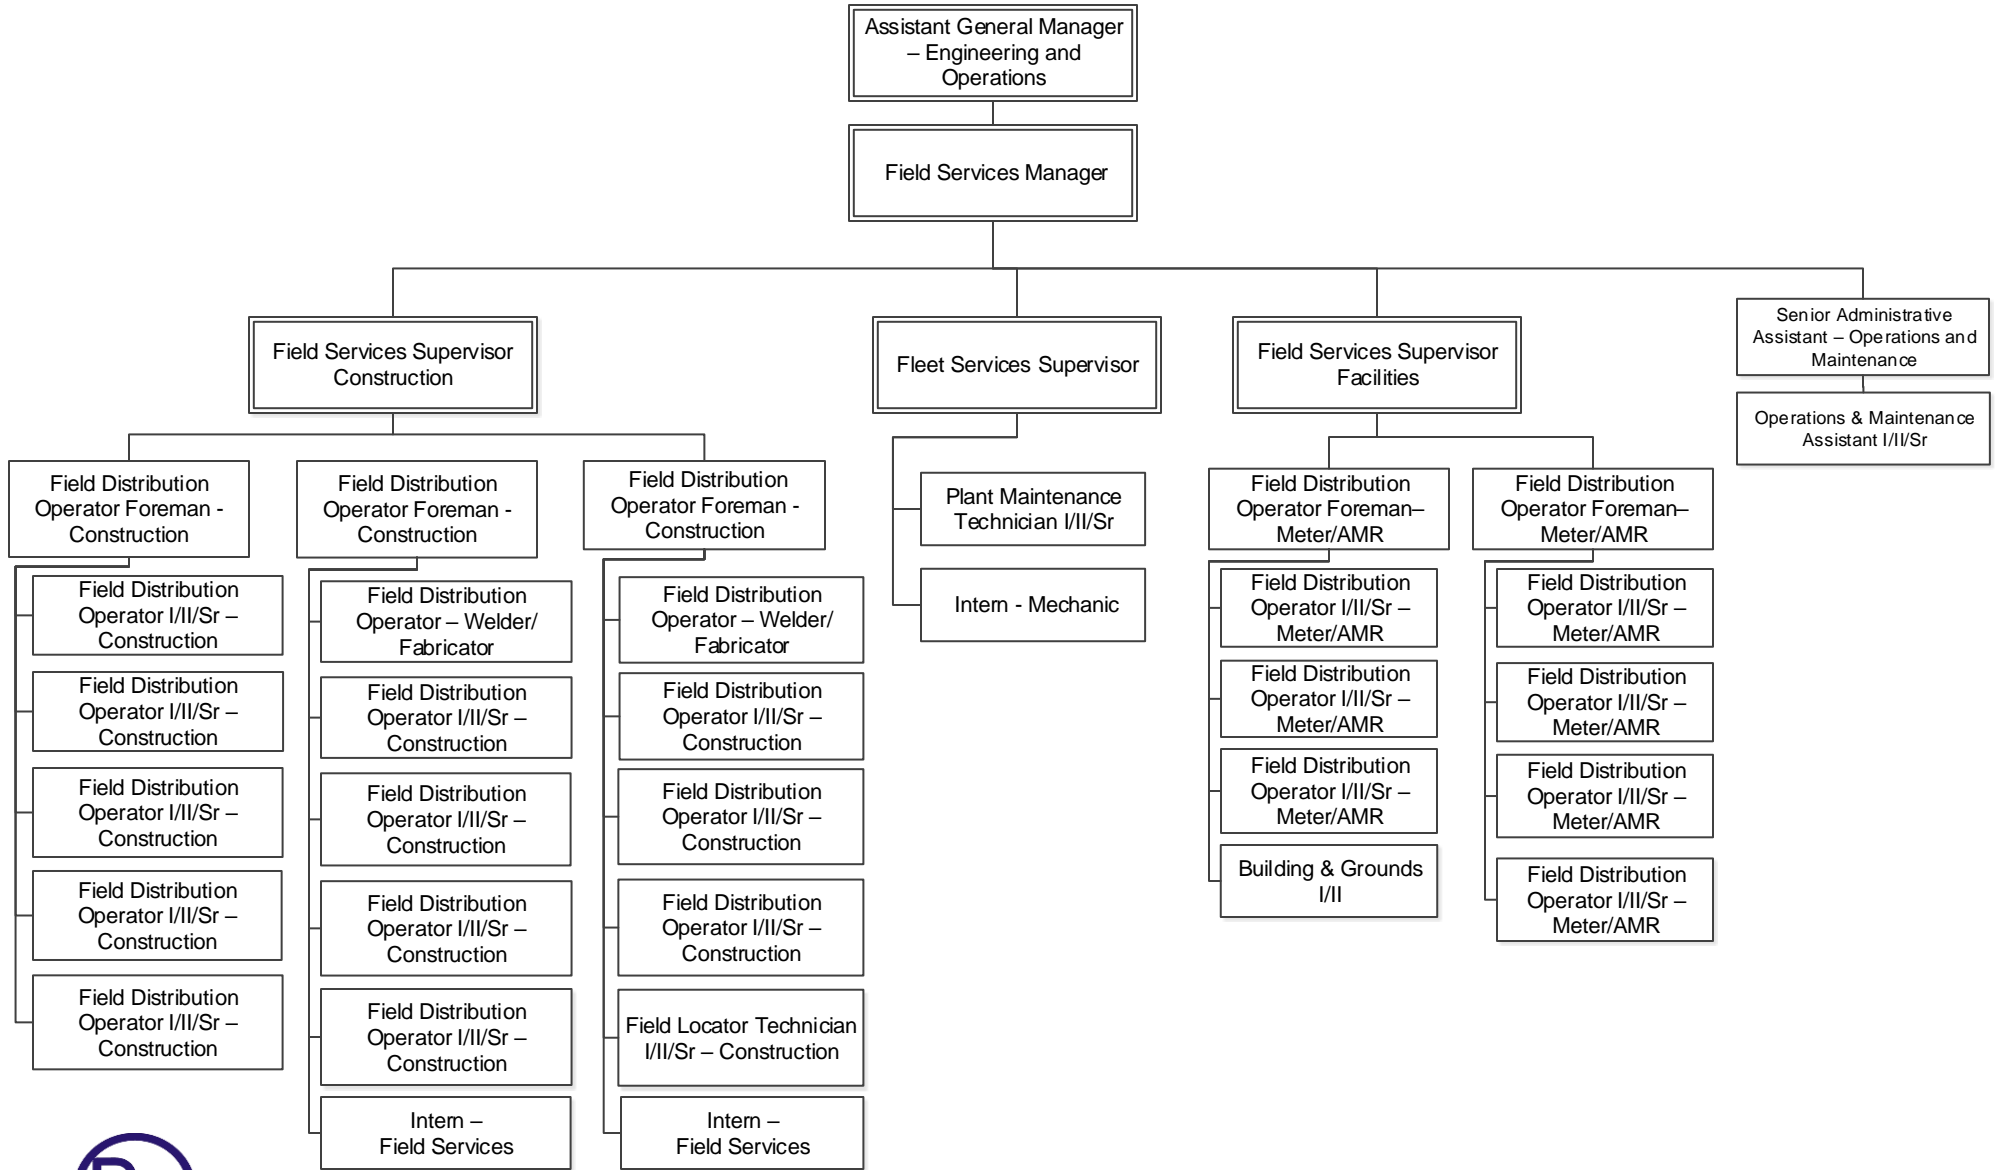 Assistant General Manager
– Engineering and
Operations
Field Services Manager
Field Services Supervisor
Construction
Fleet Services Supervisor
Field Services Supervisor
Facilities
Senior Administrative
Assistant – Operations and
Maintenance
Operations & Maintenance
Assistant I/II/Sr
Field Distribution
Operator Foreman -
Construction
Field Distribution
Operator I/II/Sr –
Construction
Field Distribution
Operator I/II/Sr –
Construction
Field Distribution
Operator I/II/Sr –
Construction
Field Distribution
Operator I/II/Sr –
Construction
Field Distribution
Operator I/II/Sr –
Construction
Field Distribution
Operator Foreman -
Construction
Field Distribution
Operator – Welder/
Fabricator
Field Distribution
Operator I/II/Sr –
Construction
Field Distribution
Operator I/II/Sr –
Construction
Field Distribution
Operator I/II/Sr –
Construction
Field Distribution
Operator I/II/Sr –
Construction
Intern –
Field Services
Field Distribution
Operator Foreman -
Construction
Field Distribution
Operator – Welder/
Fabricator
Field Distribution
Operator I/II/Sr –
Construction
Field Distribution
Operator I/II/Sr –
Construction
Field Distribution
Operator I/II/Sr –
Construction
Field Locator Technician
I/II/Sr – Construction
Intern –
Field Services
Plant Maintenance
Technician I/II/Sr
Intern - Mechanic
Field Distribution
Operator Foreman–
Meter/AMR
Field Distribution
Operator I/II/Sr –
Meter/AMR
Field Distribution
Operator I/II/Sr –
Meter/AMR
Field Distribution
Operator I/II/Sr –
Meter/AMR
Building & Grounds
I/II
Field Distribution
Operator Foreman–
Meter/AMR
Field Distribution
Operator I/II/Sr –
Meter/AMR
Field Distribution
Operator I/II/Sr –
Meter/AMR
Field Distribution
Operator I/II/Sr –
Meter/AMR
Field Distribution
Operator I/II/Sr –
Meter/AMR